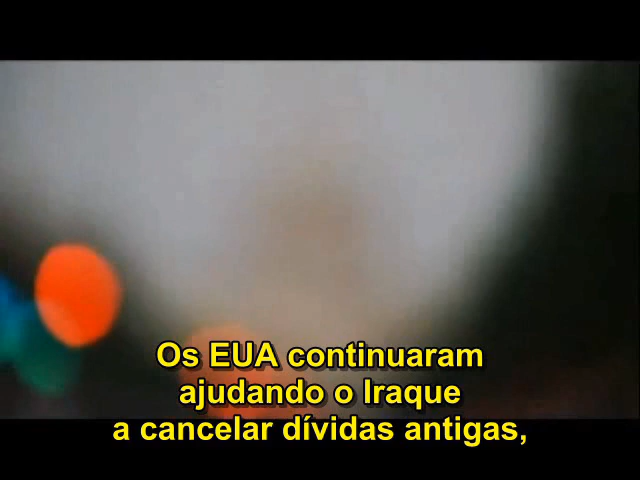 Os EUA continuaram
ajudando o Iraque
a cancelar dívidas antigas,